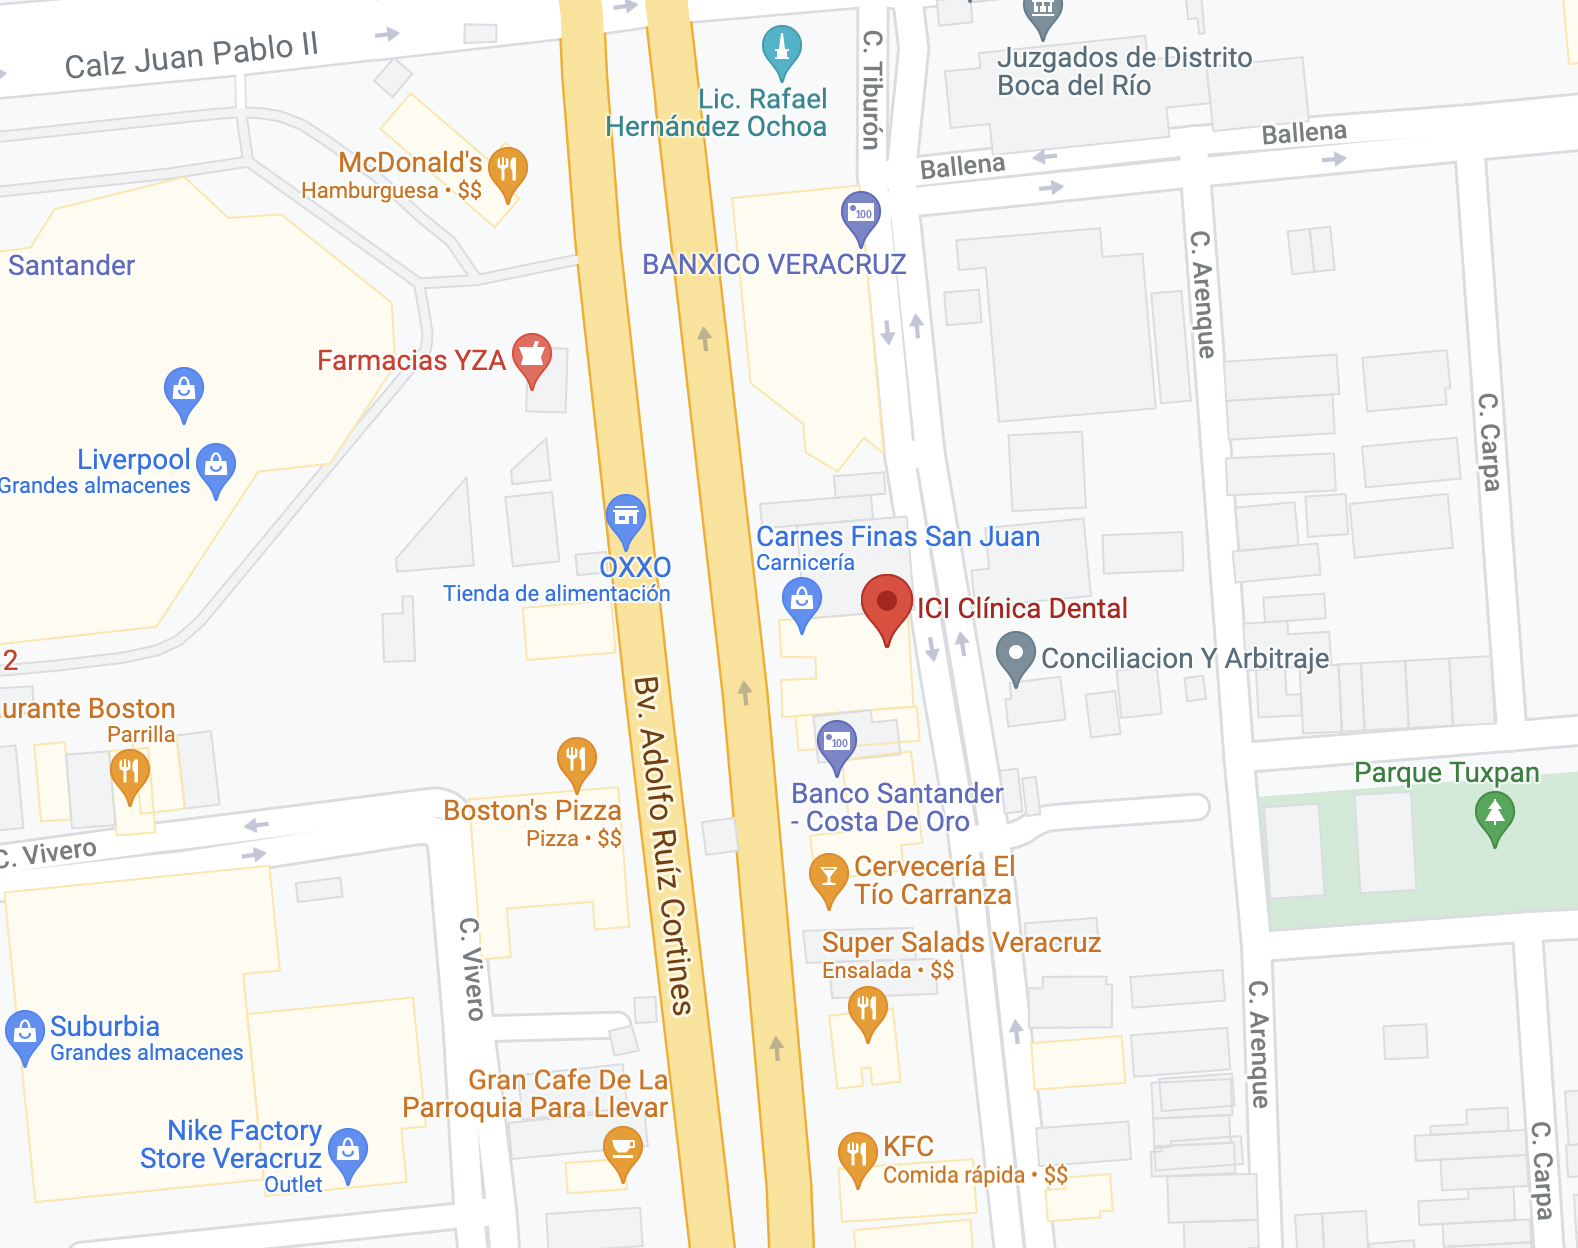 Calz Juan Pablo II
C. Tiburón
Juzgados de Distrito
Boca del Río
Lic. Rafael
Hernández Ochoa
Ballena
Ballena
McDonald's
Hamburguesa • $$
100
BANXICO VERACRUZ
Santander
C. Arenque
Farmacias YZA
C. Carpa
Liverpool
Grandes almacenes
OXXO
Tienda de alimentación
Carnes Finas San Juan
Carnicería
ICI Clínica Dental
Conciliacion Y Arbitraje
2
urante Boston
Parrilla
Bv. Adolfo Ruíz Cortines
100
Banco Santander
- Costa De Oro
Parque Tuxpan
Boston's Pizza
Pizza • $$
C. Vivero
Cervecería El
Tío Carranza
C. Vivero
Super Salads Veracruz
Ensalada • $$
C. Arenque
Suburbia
Grandes almacenes
Gran Cafe De La
Parroquia Para Llevar
Nike Factory
Store Veracruz
Outlet
KFC
Comida rápida • $$
C. Carpa